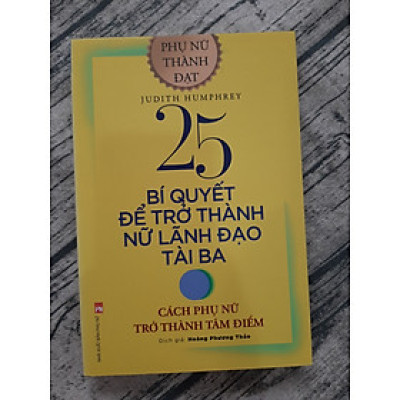 PHỤ NỮ
THÀNH
ĐẠT
JUDITH HUMPHREY
25
BÍ QUYẾT
ĐỂ TRỞ THÀNH
NỮ LÃNH ĐẠO
TÀI BA
CÁCH PHỤ NỮ
TRỞ THÀNH TÂM ĐIỂM
Dịch giả: Hoàng Phương Thảo